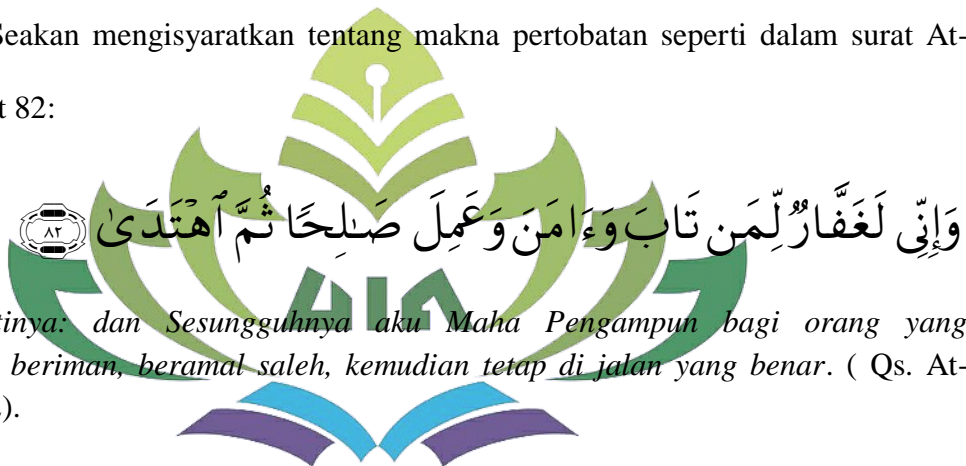 Seakan mengisyaratkan tentang makna pertobatan seperti dalam surat At-
t 82:
وَإِنِّى لَغَفَّارٌ لِّمَن تَابَ وَءَامَنَ وَعَمِلَ صَـٰلِحًا ثُمَّ ٱهْتَدَىٰ ﴿٨٢﴾
tinya: dan Sesungguhnya aku Maha Pengampun bagi orang yang
beriman, beramal saleh, kemudian tetap di jalan yang benar. ( Qs. At-
).